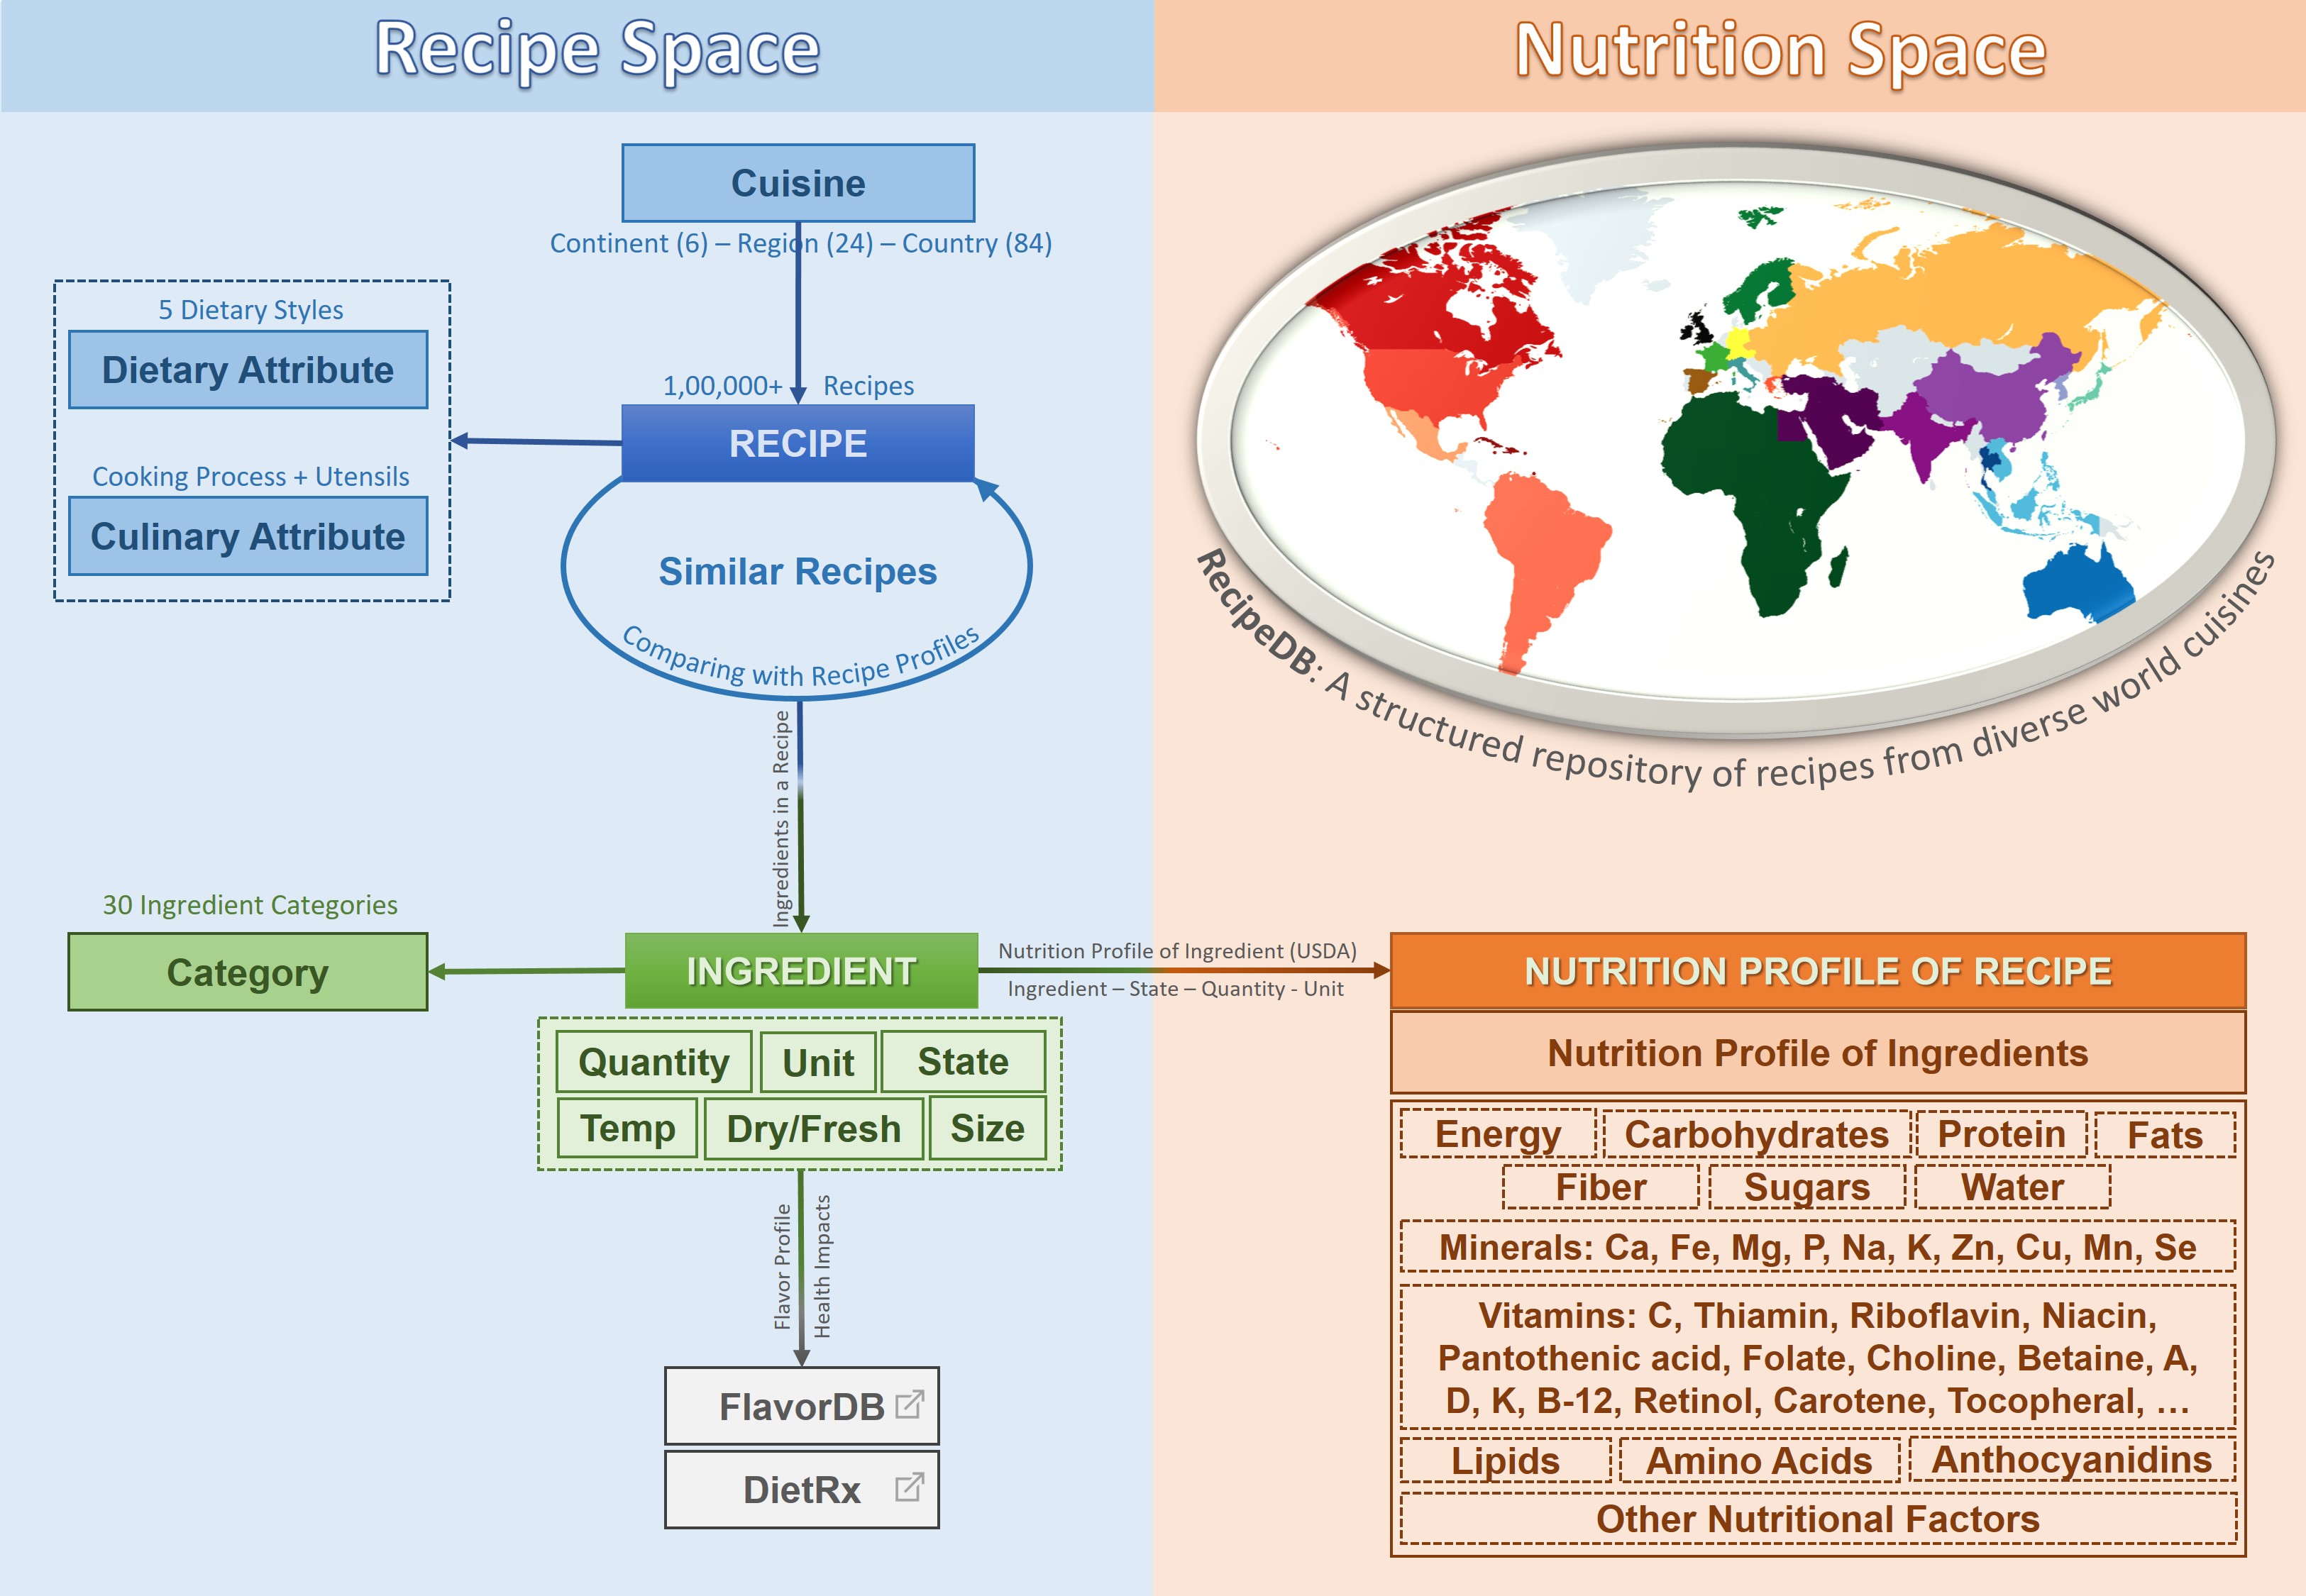 Recipe Space
Nutrition Space
Cuisine
Continent (6) – Region (24) – Country (84)
5 Dietary Styles
Dietary Attribute
Cooking Process + Utensils
Culinary Attribute
1,00,000+ Recipes
RECIPE
Similar Recipes
Comparing with Recipe Profiles
Ingredients in a Recipe
RecipeDB: A structured repository of recipes from diverse world cuisines
30 Ingredient Categories
Category
INGREDIENT
Nutrition Profile of Ingredient (USDA)
Ingredient – State – Quantity - Unit
Quantity
Unit
State
Temp
Dry/Fresh
Size
Flavor Profile
Health Impacts
FlavorDB
DietRx
NUTRITION PROFILE OF RECIPE
Nutrition Profile of Ingredients
Energy
Carbohydrates
Protein
Fats
Fiber
Sugars
Water
Minerals: Ca, Fe, Mg, P, Na, K, Zn, Cu, Mn, Se
Vitamins: C, Thiamin, Riboflavin, Niacin,
Pantothenic acid, Folate, Choline, Betaine, A,
D, K, B-12, Retinol, Carotene, Tocopheral, …
Lipids
Amino Acids
Anthocyanidins
Other Nutritional Factors